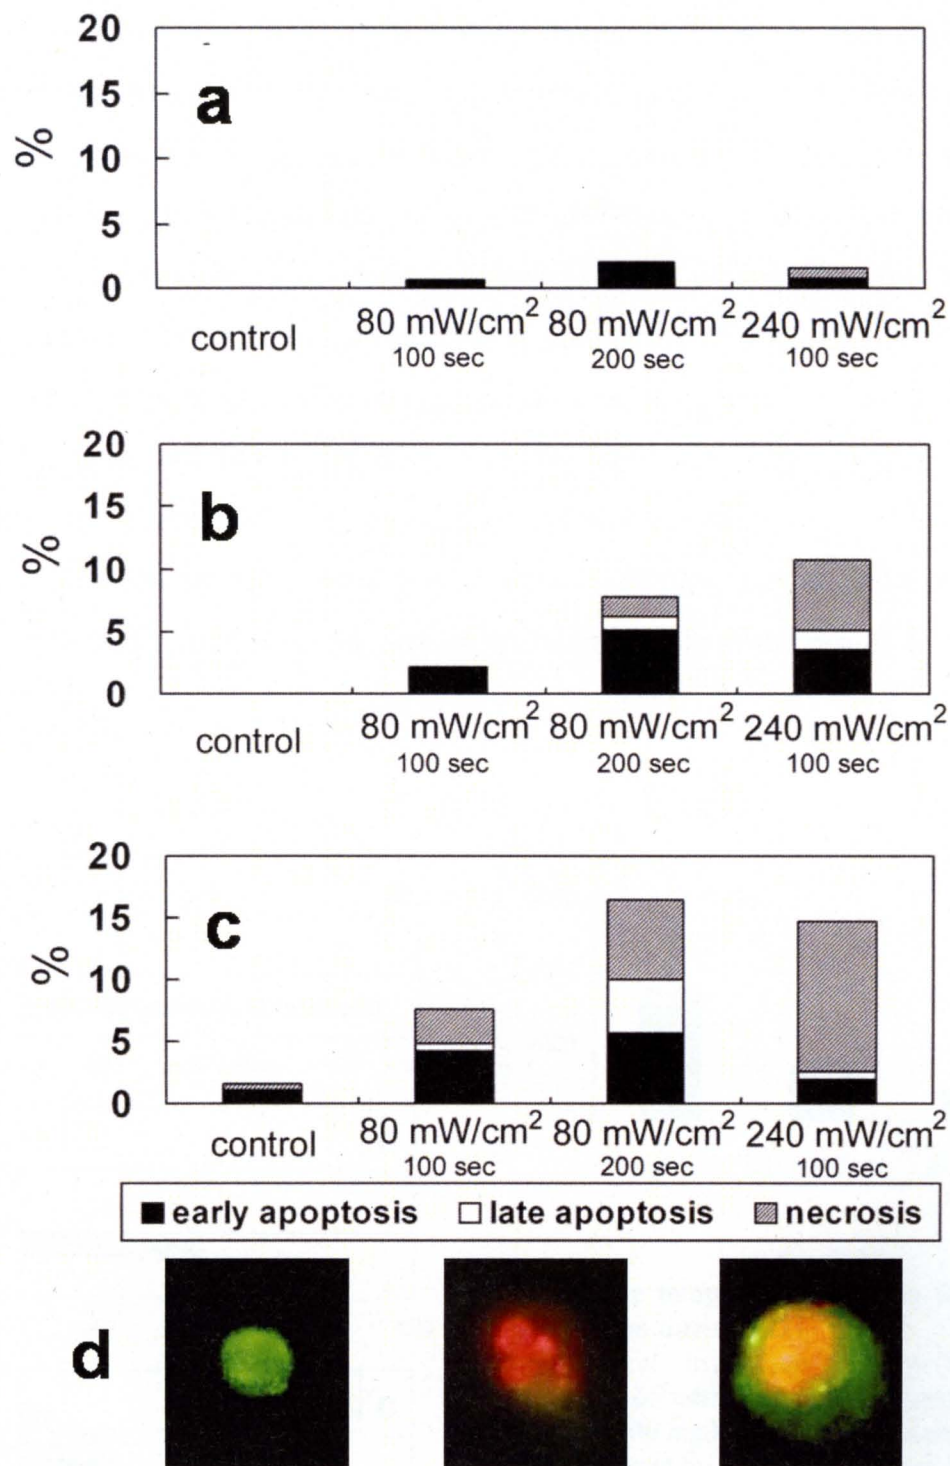 20
15
10
5
0
%
a
control
80 mW/cm²
100 sec
80 mW/cm²
200 sec
240 mW/cm²
100 sec
20
15
10
5
0
%
b
control
80 mW/cm²
100 sec
80 mW/cm²
200 sec
240 mW/cm²
100 sec
20
15
10
5
0
%
c
control
80 mW/cm²
100 sec
80 mW/cm²
200 sec
240 mW/cm²
100 sec
early apoptosis late apoptosis necrosis
d